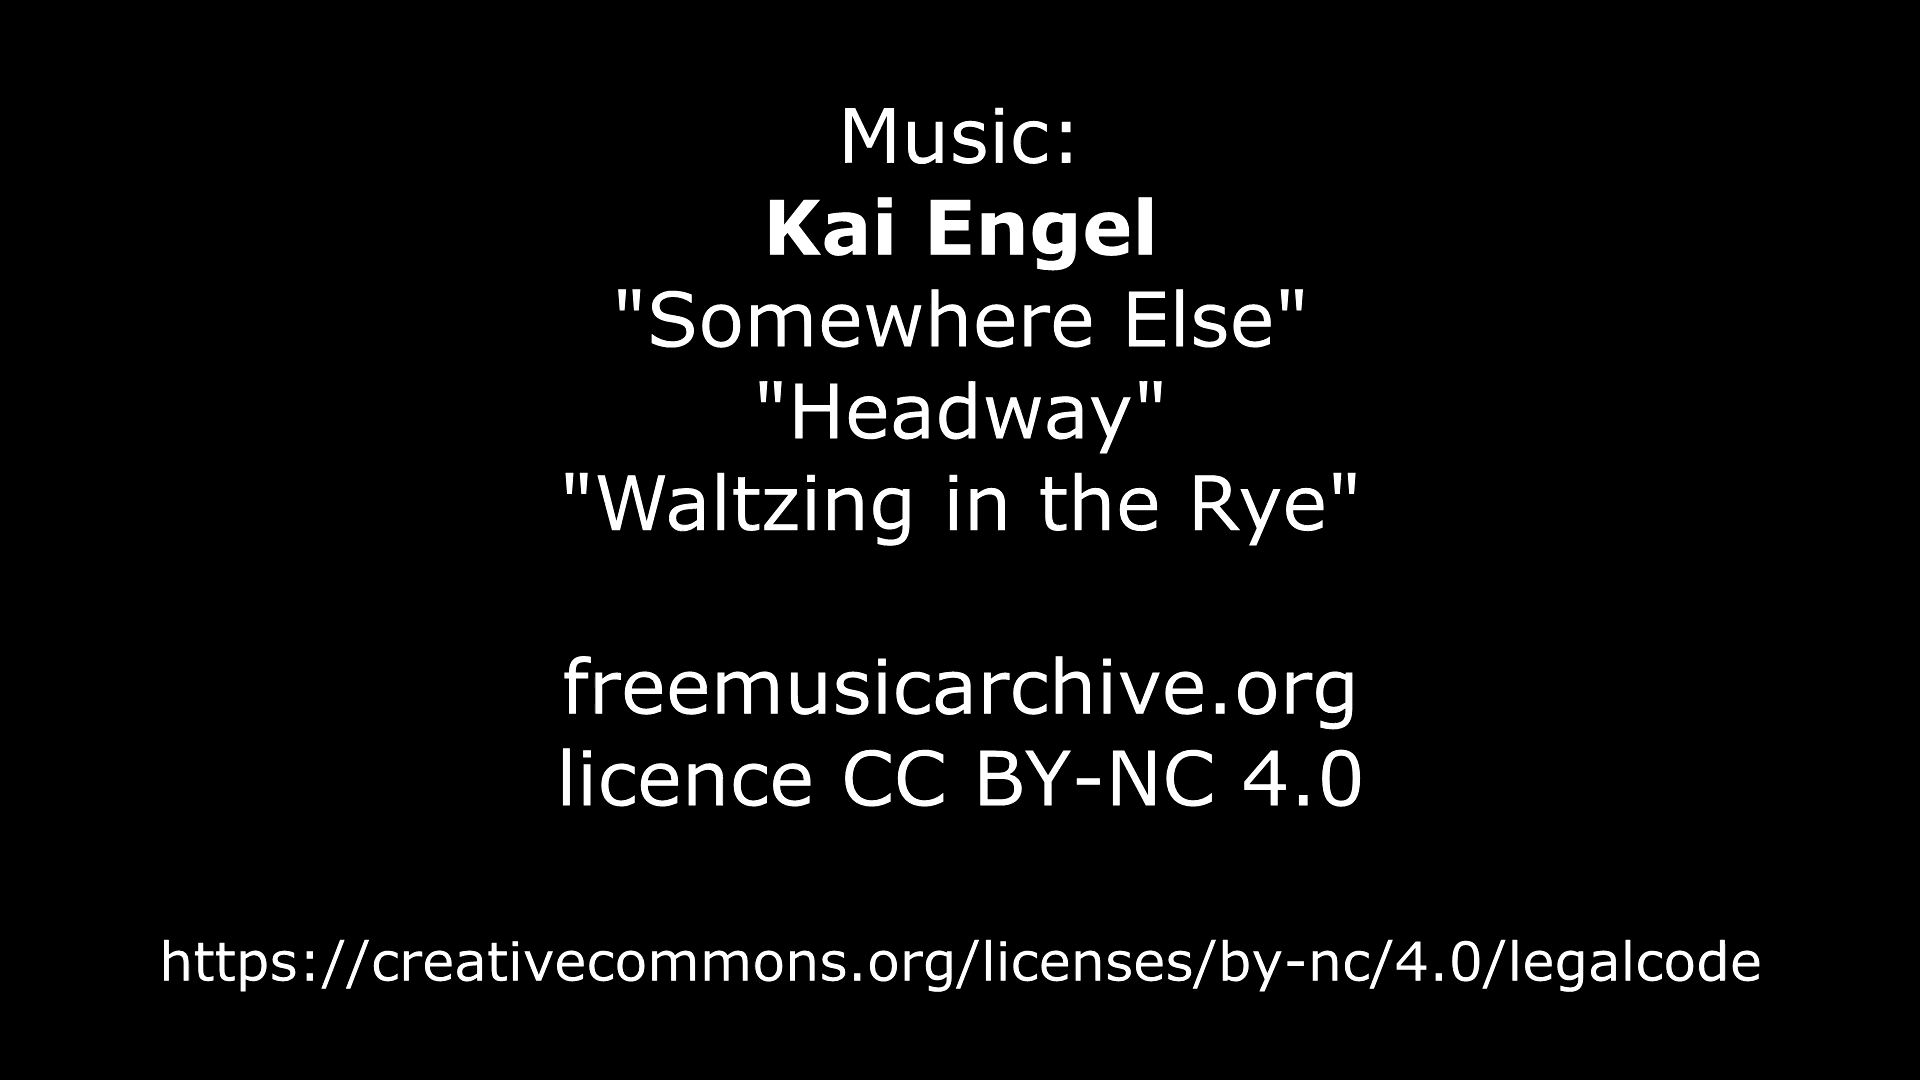 Music:
Kai Engel
"Somewhere Else"
"Headway"
"Waltzing in the Rye"
freemusicarchive.org
licence CC BY-NC 4.0
https://creativecommons.org/licenses/by-nc/4.0/legalcode